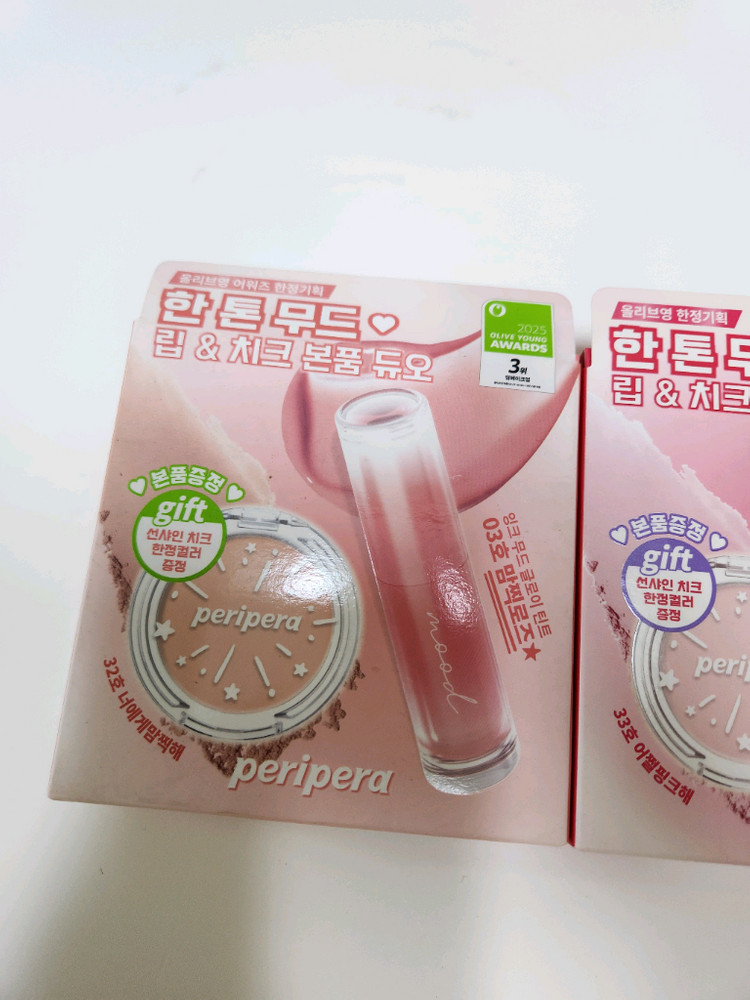 올리브영 어워즈 한정기획
한 톤 무드
립 & 치크 본품 듀오
2025
OLIVE YOUNG
AWARDS
3위
본품증정
gift
선샤인 치크
한정컬러
증정
peripera
32호 너에게맘찍해
잉크 무드 글로이 틴트
03호 맘찍로즈★
mood
peripera
올리브영 한정기획
한 톤 무
립 & 치크
본품증정
gift
선샤인 치크
한정컬러
증정
perip
33호 어쩔핑크해